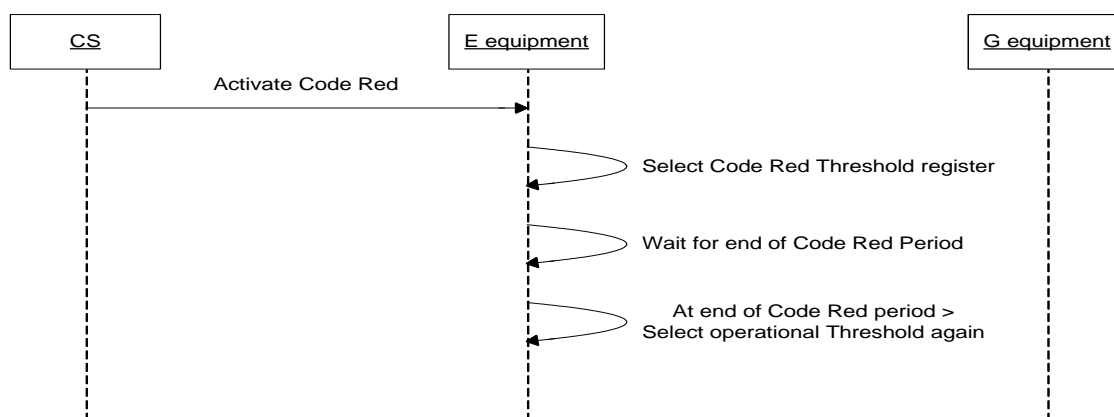 CS
E equipment
G equipment
Activate Code Red
Select Code Red Threshold register
Wait for end of Code Red Period
At end of Code Red period >
Select operational Threshold again